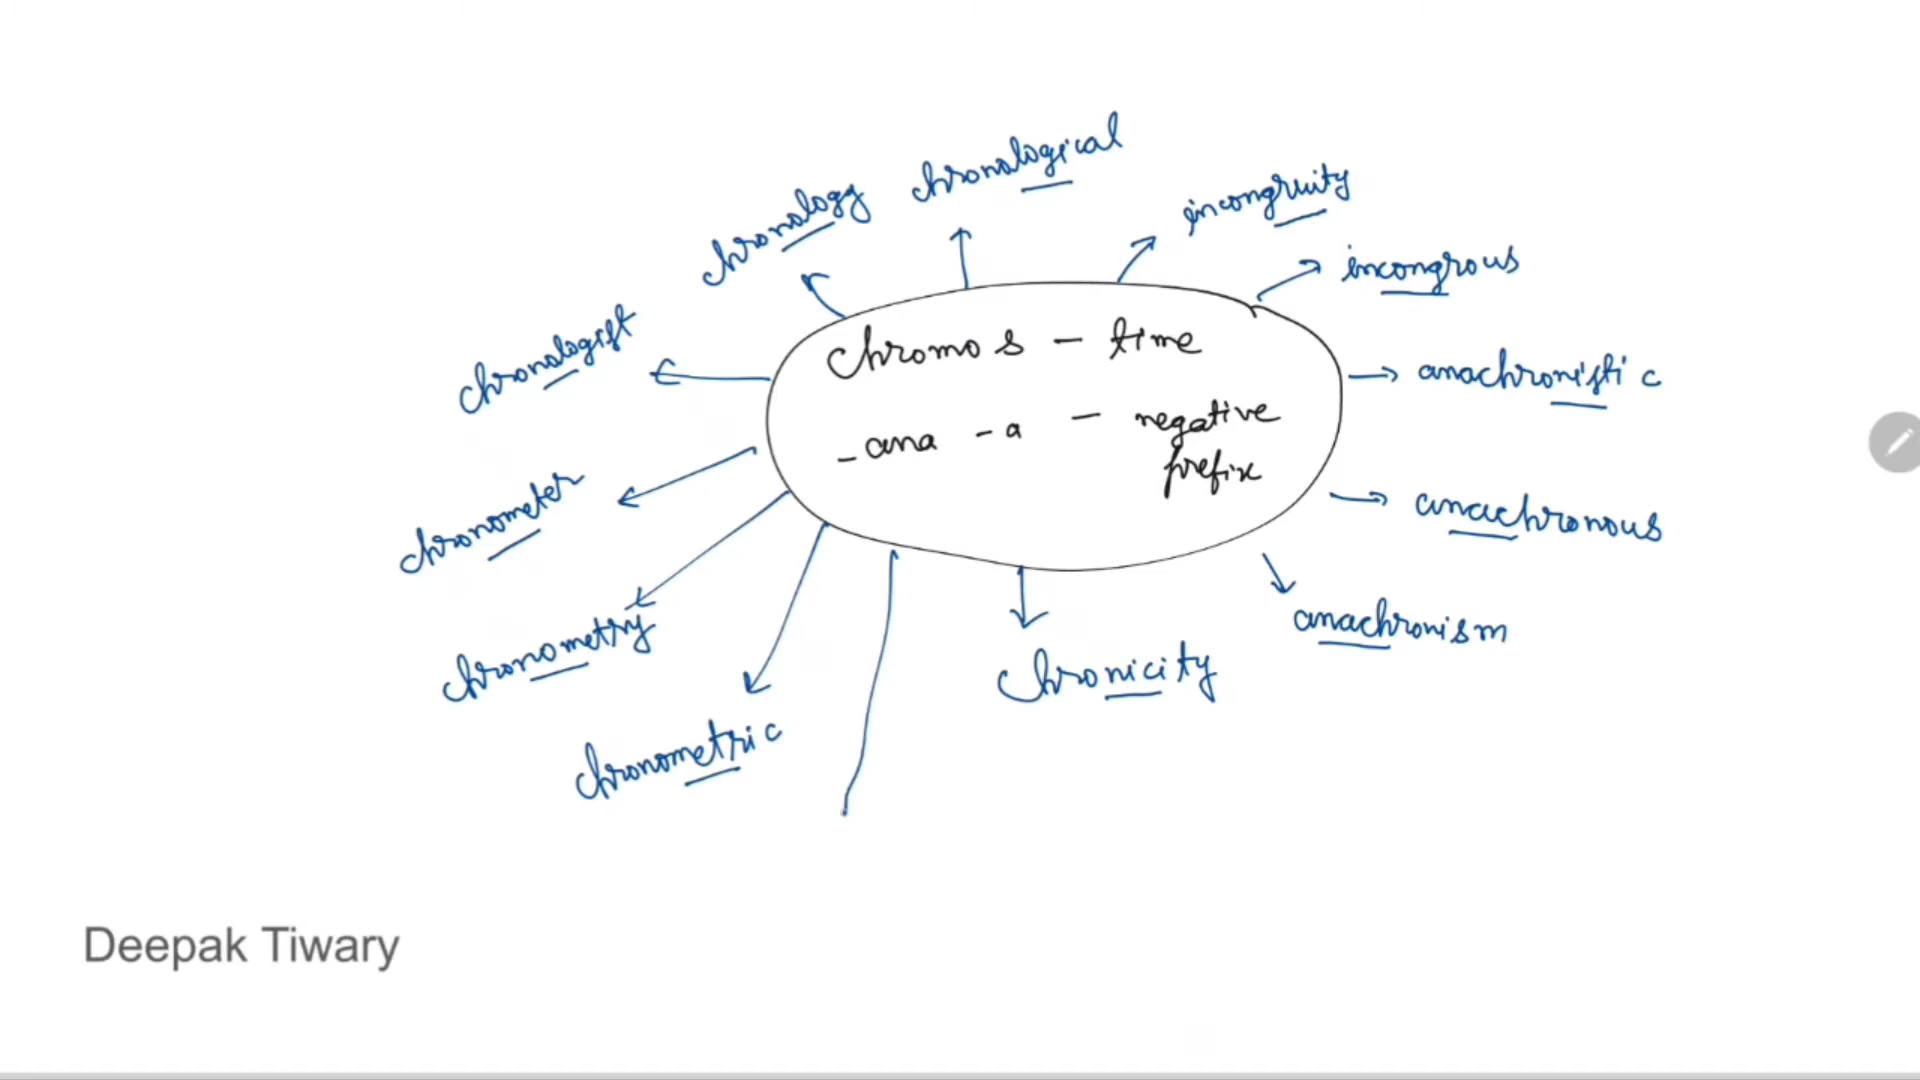 chronological
chronology
incongruity
incongrous
chronologist
Chromos - time
anachronistic
- ana - a - negative
prefix
chronometer
anachronous
anachronism
chronometry
Chronicity
chronometric
Deepak Tiwary